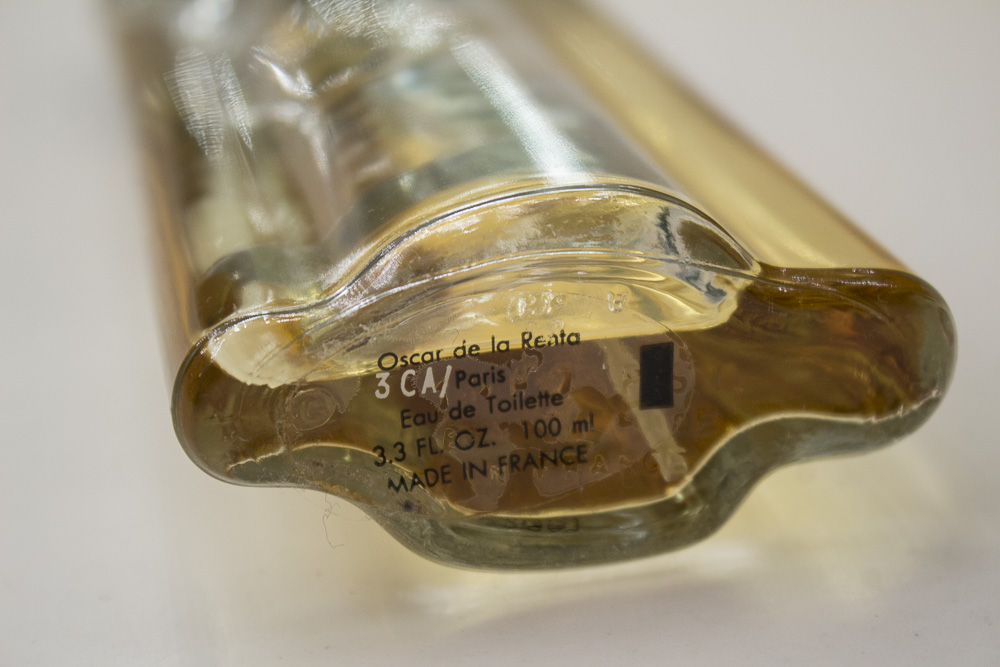 Oscar de la Renta
3 CA/ Paris
Eau de Toilette
3.3 FL. OZ. 100 ml
MADE IN FRANCE